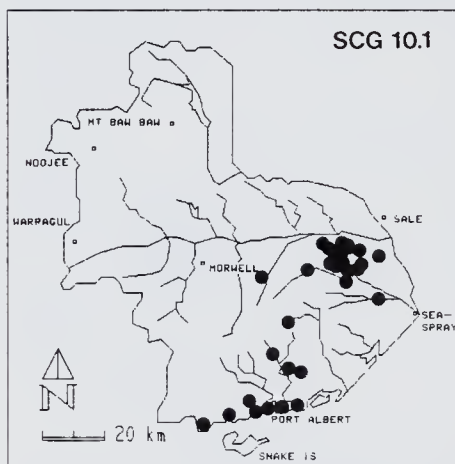 SCG 10.1
MT BAW BAW
NOOJEE
WARRAGUL
SALE
MORWELL
SEA-
SPRAY
N
20 km
PORT ALBERT
SNAKE IS